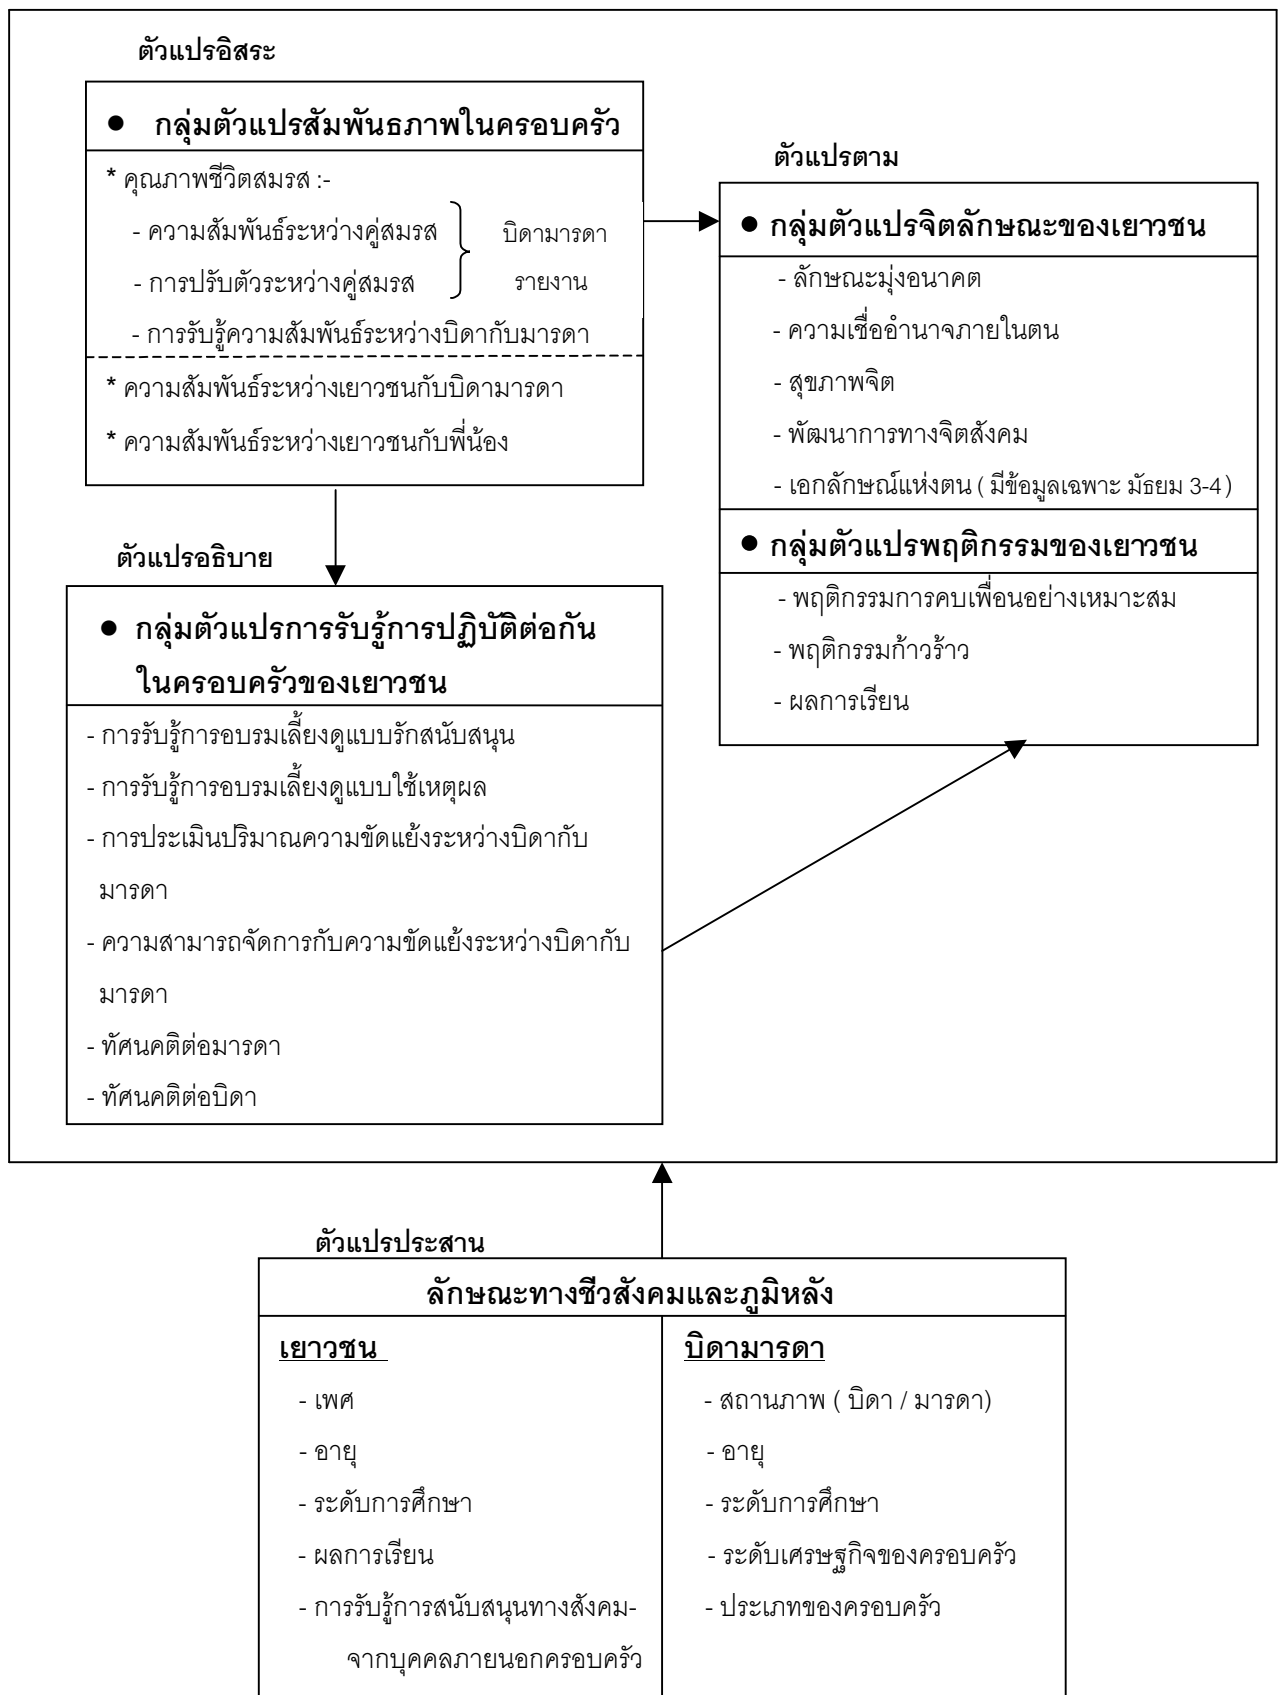 ตัวแปรอิสระ
● กลุ่มตัวแปรสัมพันธภาพในครอบครัว
* คุณภาพชีวิตสมรส :-
- ความสัมพันธ์ระหว่างคู่สมรส
- การปรับตัวระหว่างคู่สมรส
บิดามารดา
รายงาน
- การรับรู้ความสัมพันธ์ระหว่างบิดากับมารดา
* ความสัมพันธ์ระหว่างเยาวชนกับบิดามารดา
* ความสัมพันธ์ระหว่างเยาวชนกับพี่น้อง
ตัวแปรตาม
● กลุ่มตัวแปรจิตลักษณะของเยาวชน
- ลักษณะมุ่งอนาคต
- ความเชื่ออำนาจภายในตน
- สุขภาพจิต
- พัฒนาการทางจิตสังคม
- เอกลักษณ์แห่งตน ( มีข้อมูลเฉพาะ มัธยม 3-4 )
● กลุ่มตัวแปรพฤติกรรมของเยาวชน
- พฤติกรรมการคบเพื่อนอย่างเหมาะสม
- พฤติกรรมก้าวร้าว
- ผลการเรียน
ตัวแปรอธิบาย
● กลุ่มตัวแปรการรับรู้การปฏิบัติต่อกัน
ในครอบครัวของเยาวชน
- การรับรู้การอบรมเลี้ยงดูแบบรักสนับสนุน
- การรับรู้การอบรมเลี้ยงดูแบบใช้เหตุผล
- การประเมินปริมาณความขัดแย้งระหว่างบิดากับ
มารดา
- ความสามารถจัดการกับความขัดแย้งระหว่างบิดากับ
มารดา
- ทัศนคติต่อมารดา
- ทัศนคติต่อบิดา
ตัวแปรประสาน
ลักษณะทางชีวสังคมและภูมิหลัง
เยาวชน
- เพศ
- อายุ
- ระดับการศึกษา
- ผลการเรียน
- การรับรู้การสนับสนุนทางสังคม-
จากบุคคลภายนอกครอบครัว
บิดามารดา
- สถานภาพ ( บิดา / มารดา)
- อายุ
- ระดับการศึกษา
- ระดับเศรษฐกิจของครอบครัว
- ประเภทของครอบครัว